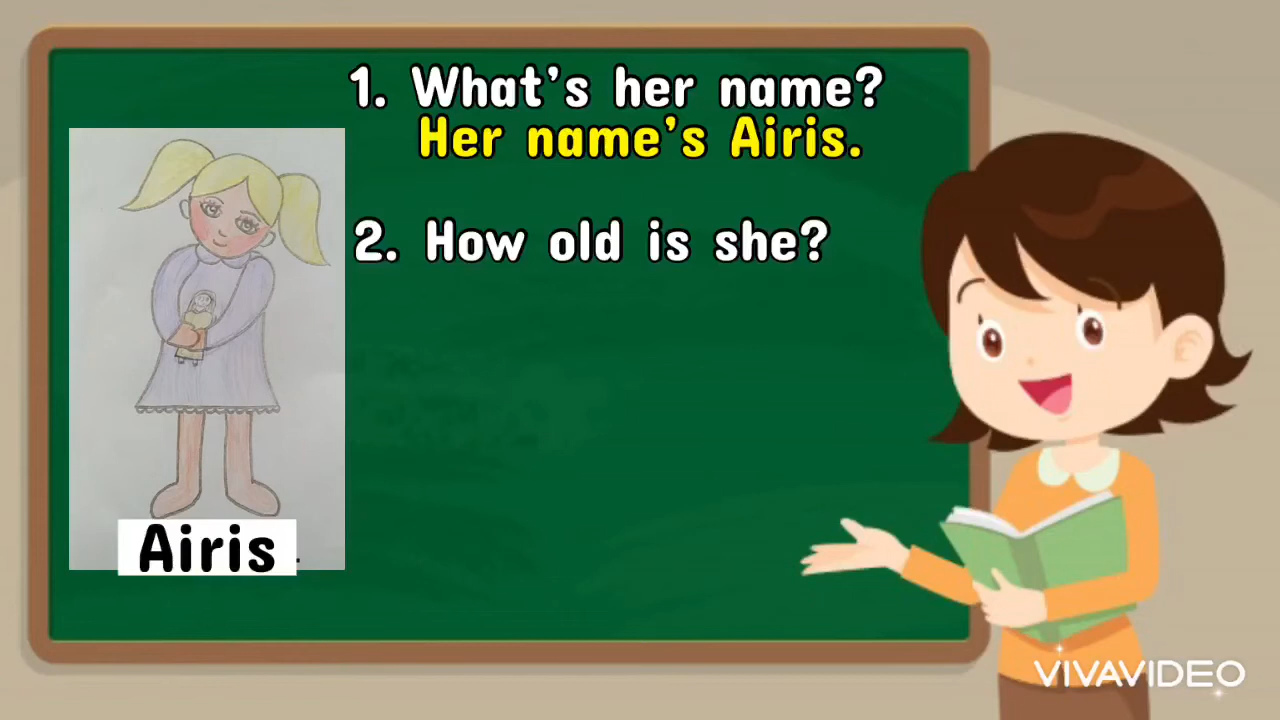 1. What's her name?
Her name's Airis.
2. How old is she?
Airis
VIVAVIDEO